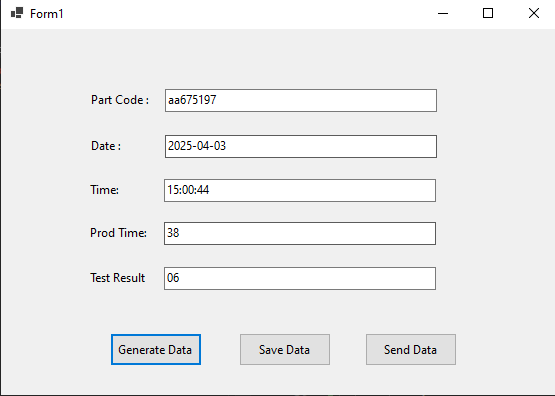 Form1
Part Code : aa675197
Date : 2025-04-03
Time: 15:00:44
Prod Time: 38
Test Result 06
Generate Data Save Data Send Data